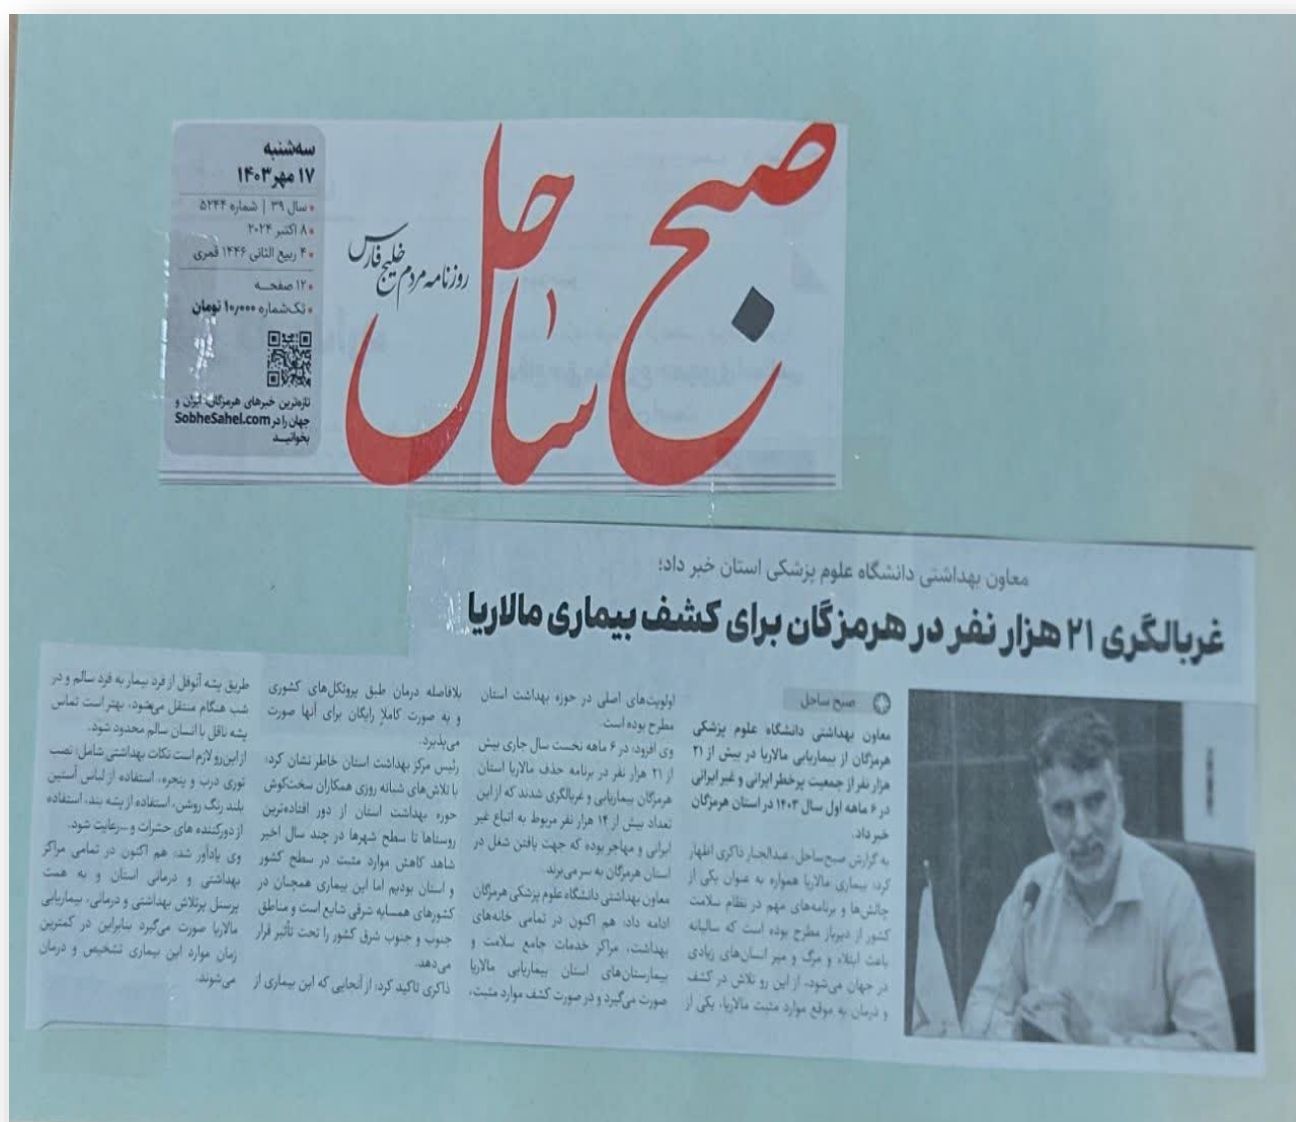 صبح ساحل
روزنامه مردم خلیج فارس
سه‌شنبه
۱۷ مهر ۱۴۰۳
سال ۳۹ | شماره ۵۲۴۴
۸ اکتبر ۲۰۲۴
۴ ربیع الثانی ۱۴۴۶ قمری
۱۲ صفحـه
تک‌شماره ۱۰٫۰۰۰ تومان
تازه‌ترین خبرهای هرمزگان، ایران و
جهان را در SobheSahel.com
بخوانیـد
معاون بهداشتی دانشگاه علوم پزشکی استان خبر داد؛
غربالگری ۲۱ هزار نفر در هرمزگان برای کشف بیماری مالاریا
صبح ساحل
معاون بهداشتی دانشگاه علوم پزشکی
هرمزگان از بیماریابی مالاریا در بیش از ۲۱
هزار نفر از جمعیت پرخطر ایرانی و غیر ایرانی
در ۶ ماهه اول سال ۱۴۰۳ در استان هرمزگان
خبر داد.
به گزارش صبح‌ساحل، عبدالجبار ذاکری اظهار
کرد: بیماری مالاریا همواره به عنوان یکی از
چالش‌ها و برنامه‌های مهم در نظام سلامت
کشور از دیرباز مطرح بوده است که سالیانه
باعث ابتلاء و مرگ و میر انسان‌های زیادی
در جهان می‌شود، از این رو تلاش در کشف
و درمان به موقع موارد مثبت مالاریا، یکی از
اولویت‌های اصلی در حوزه بهداشت استان
مطرح بوده است.
وی افزود: در ۶ ماهه نخست سال جاری بیش
از ۲۱ هزار نفر در برنامه حذف مالاریا استان
هرمزگان بیماریابی و غربالگری شدند که از این
تعداد بیش از ۱۴ هزار نفر مربوط به اتباع غیر
ایرانی و مهاجر بوده که جهت یافتن شغل در
استان هرمزگان به سر می‌برند.
معاون بهداشتی دانشگاه علوم پزشکی هرمزگان
ادامه داد: هم اکنون در تمامی خانه‌های
بهداشت، مراکز خدمات جامع سلامت و
بیمارستان‌های استان بیماریابی مالاریا
صورت می‌گیرد و در صورت کشف موارد مثبت،
بلافاصله درمان طبق پروتکل‌های کشوری
و به صورت کاملا رایگان برای آنها صورت
می‌پذیرد.
رئیس مرکز بهداشت استان خاطر نشان کرد:
با تلاش‌های شبانه روزی همکاران سخت‌کوش
حوزه بهداشت استان از دور افتاده‌ترین
روستاها تا سطح شهرها در چند سال اخیر
شاهد کاهش موارد مثبت در سطح کشور
و استان بودیم اما این بیماری همچنان در
کشورهای همسایه شرقی شایع است و مناطق
جنوب و جنوب شرق کشور را تحت تأثیر قرار
می‌دهد.
ذاکری تاکید کرد: از آنجایی که این بیماری از
طریق پشه آنوفل از فرد بیمار به فرد سالم و در
شب هنگام منتقل می‌شود، بهتر است تماس
پشه ناقل با انسان سالم محدود شود.
از این رو لازم است نکات بهداشتی شامل: نصب
توری درب و پنجره، استفاده از لباس آستین
بلند رنگ روشن، استفاده از پشه بند، استفاده
از دورکننده های حشرات و ... رعایت شود.
وی یادآور شد: هم اکنون در تمامی مراکز
بهداشتی و درمانی استان و به همت
پرسنل پرتلاش بهداشتی و درمانی، بیماریابی
مالاریا صورت می‌گیرد بنابراین در کمترین
زمان موارد این بیماری تشخیص و درمان
می‌شوند.